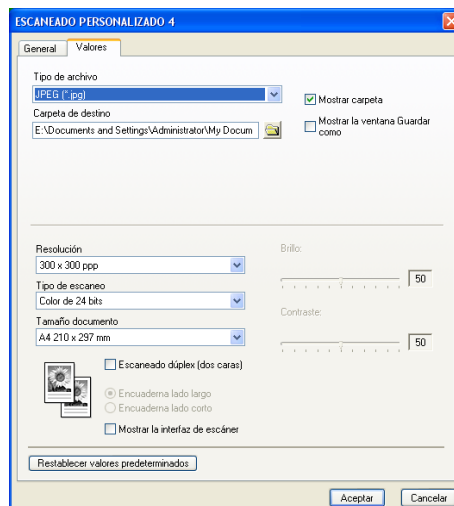 ESCANEADO PERSONALIZADO 4
General
Valores
Tipo de archivo
JPEG (*.jpg)
Mostrar carpeta
Carpeta de destino
E:\Documents and Settings\Administrator\My Docum
Mostrar la ventana Guardar
como
Resolución
Brillo:
300 x 300 ppp
50
Tipo de escaneo
Color de 24 bits
Contraste:
Tamaño documento
A4 210 x 297 mm
50
Escaneado dúplex (dos caras)
Encuaderna lado largo
Encuaderna lado corto
Mostrar la interfaz de escáner
Restablecer valores predeterminados
Aceptar
Cancelar